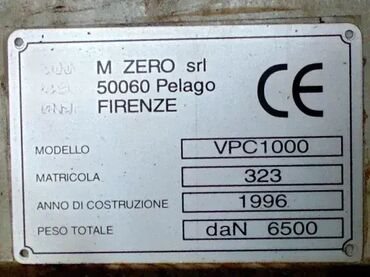 M ZERO srl
50060 Pelago
FIRENZE
CE
MODELLO VPC1000
MATRICOLA 323
ANNO DI COSTRUZIONE 1996
PESO TOTALE daN 6500